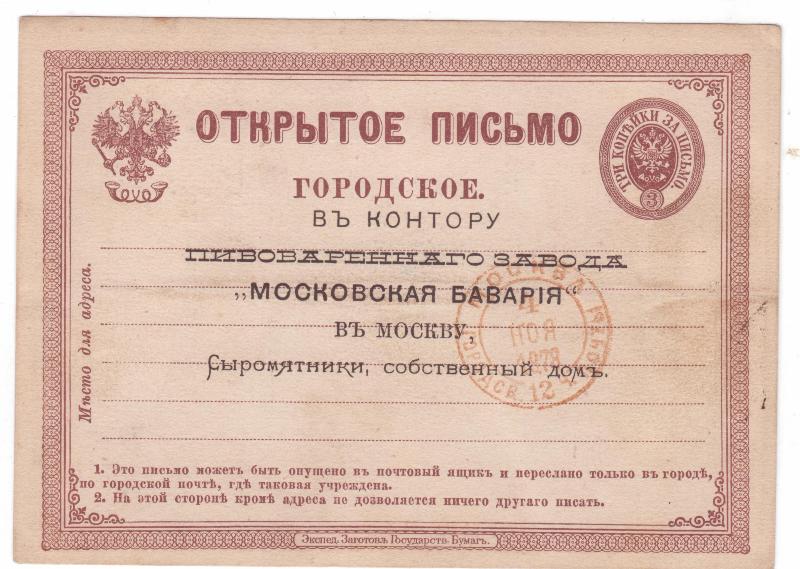 ОТКРЫТОЕ ПИСЬМО
ТРИ КОПѢЙКИ ЗА ПИСЬМО.
3
ГОРОДСКОЕ.
ВЪ КОНТОРУ
ПИВОВАРЕННАГО ЗАВОДА
„МОСКОВСКАЯ БАВАРІЯ“
ВЪ МОСКВУ,
Сыромятники, собственный домъ.
Мѣсто для адреса.
МОСКВА
4
НОЯ
1878
12 Ч.
1. Это письмо можетъ быть опущено въ почтовый ящикъ и переслано только въ городѣ,
по городской почтѣ, гдѣ таковая учреждена.
2. На этой сторонѣ кромѣ адреса не дозволяется ничего другаго писать.
Экспед. Заготовл. Государств. Бумагъ.